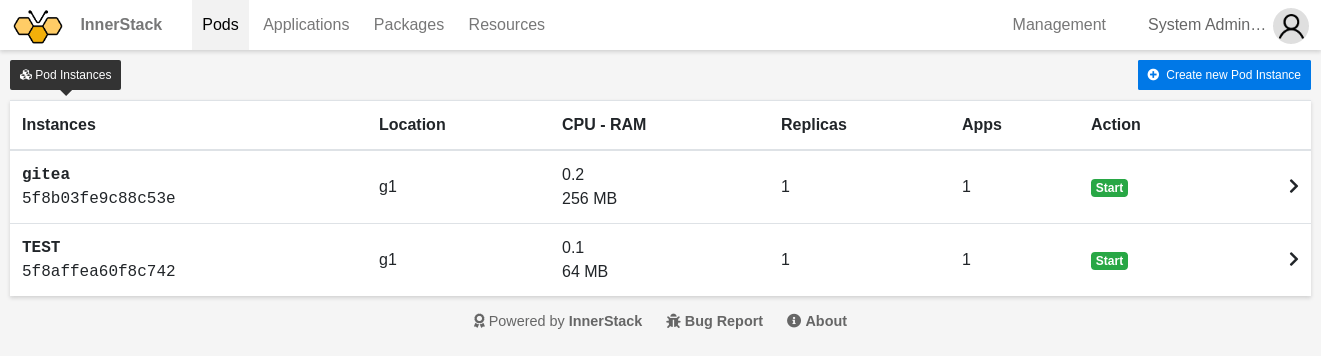 InnerStack Pods Applications Packages Resources Management System Admin…
Pod Instances Create new Pod Instance
Instances Location CPU - RAM Replicas Apps Action
gitea
5f8b03fe9c88c53e
g1
0.2
256 MB
1
1
Start
TEST
5f8affea60f8c742
g1
0.1
64 MB
1
1
Start
Powered by InnerStack Bug Report About